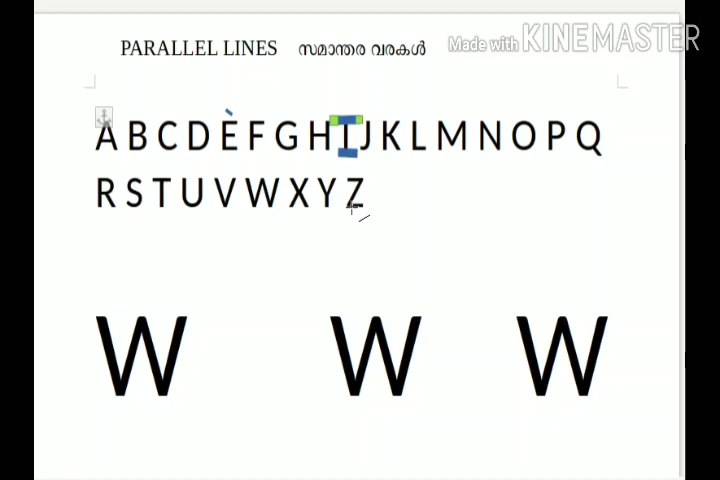 PARALLEL LINES സമാന്തര വരകൾ
Made with KINEMASTER
A B C D E F G H I J K L M N O P Q
R S T U V W X Y Z
W W W